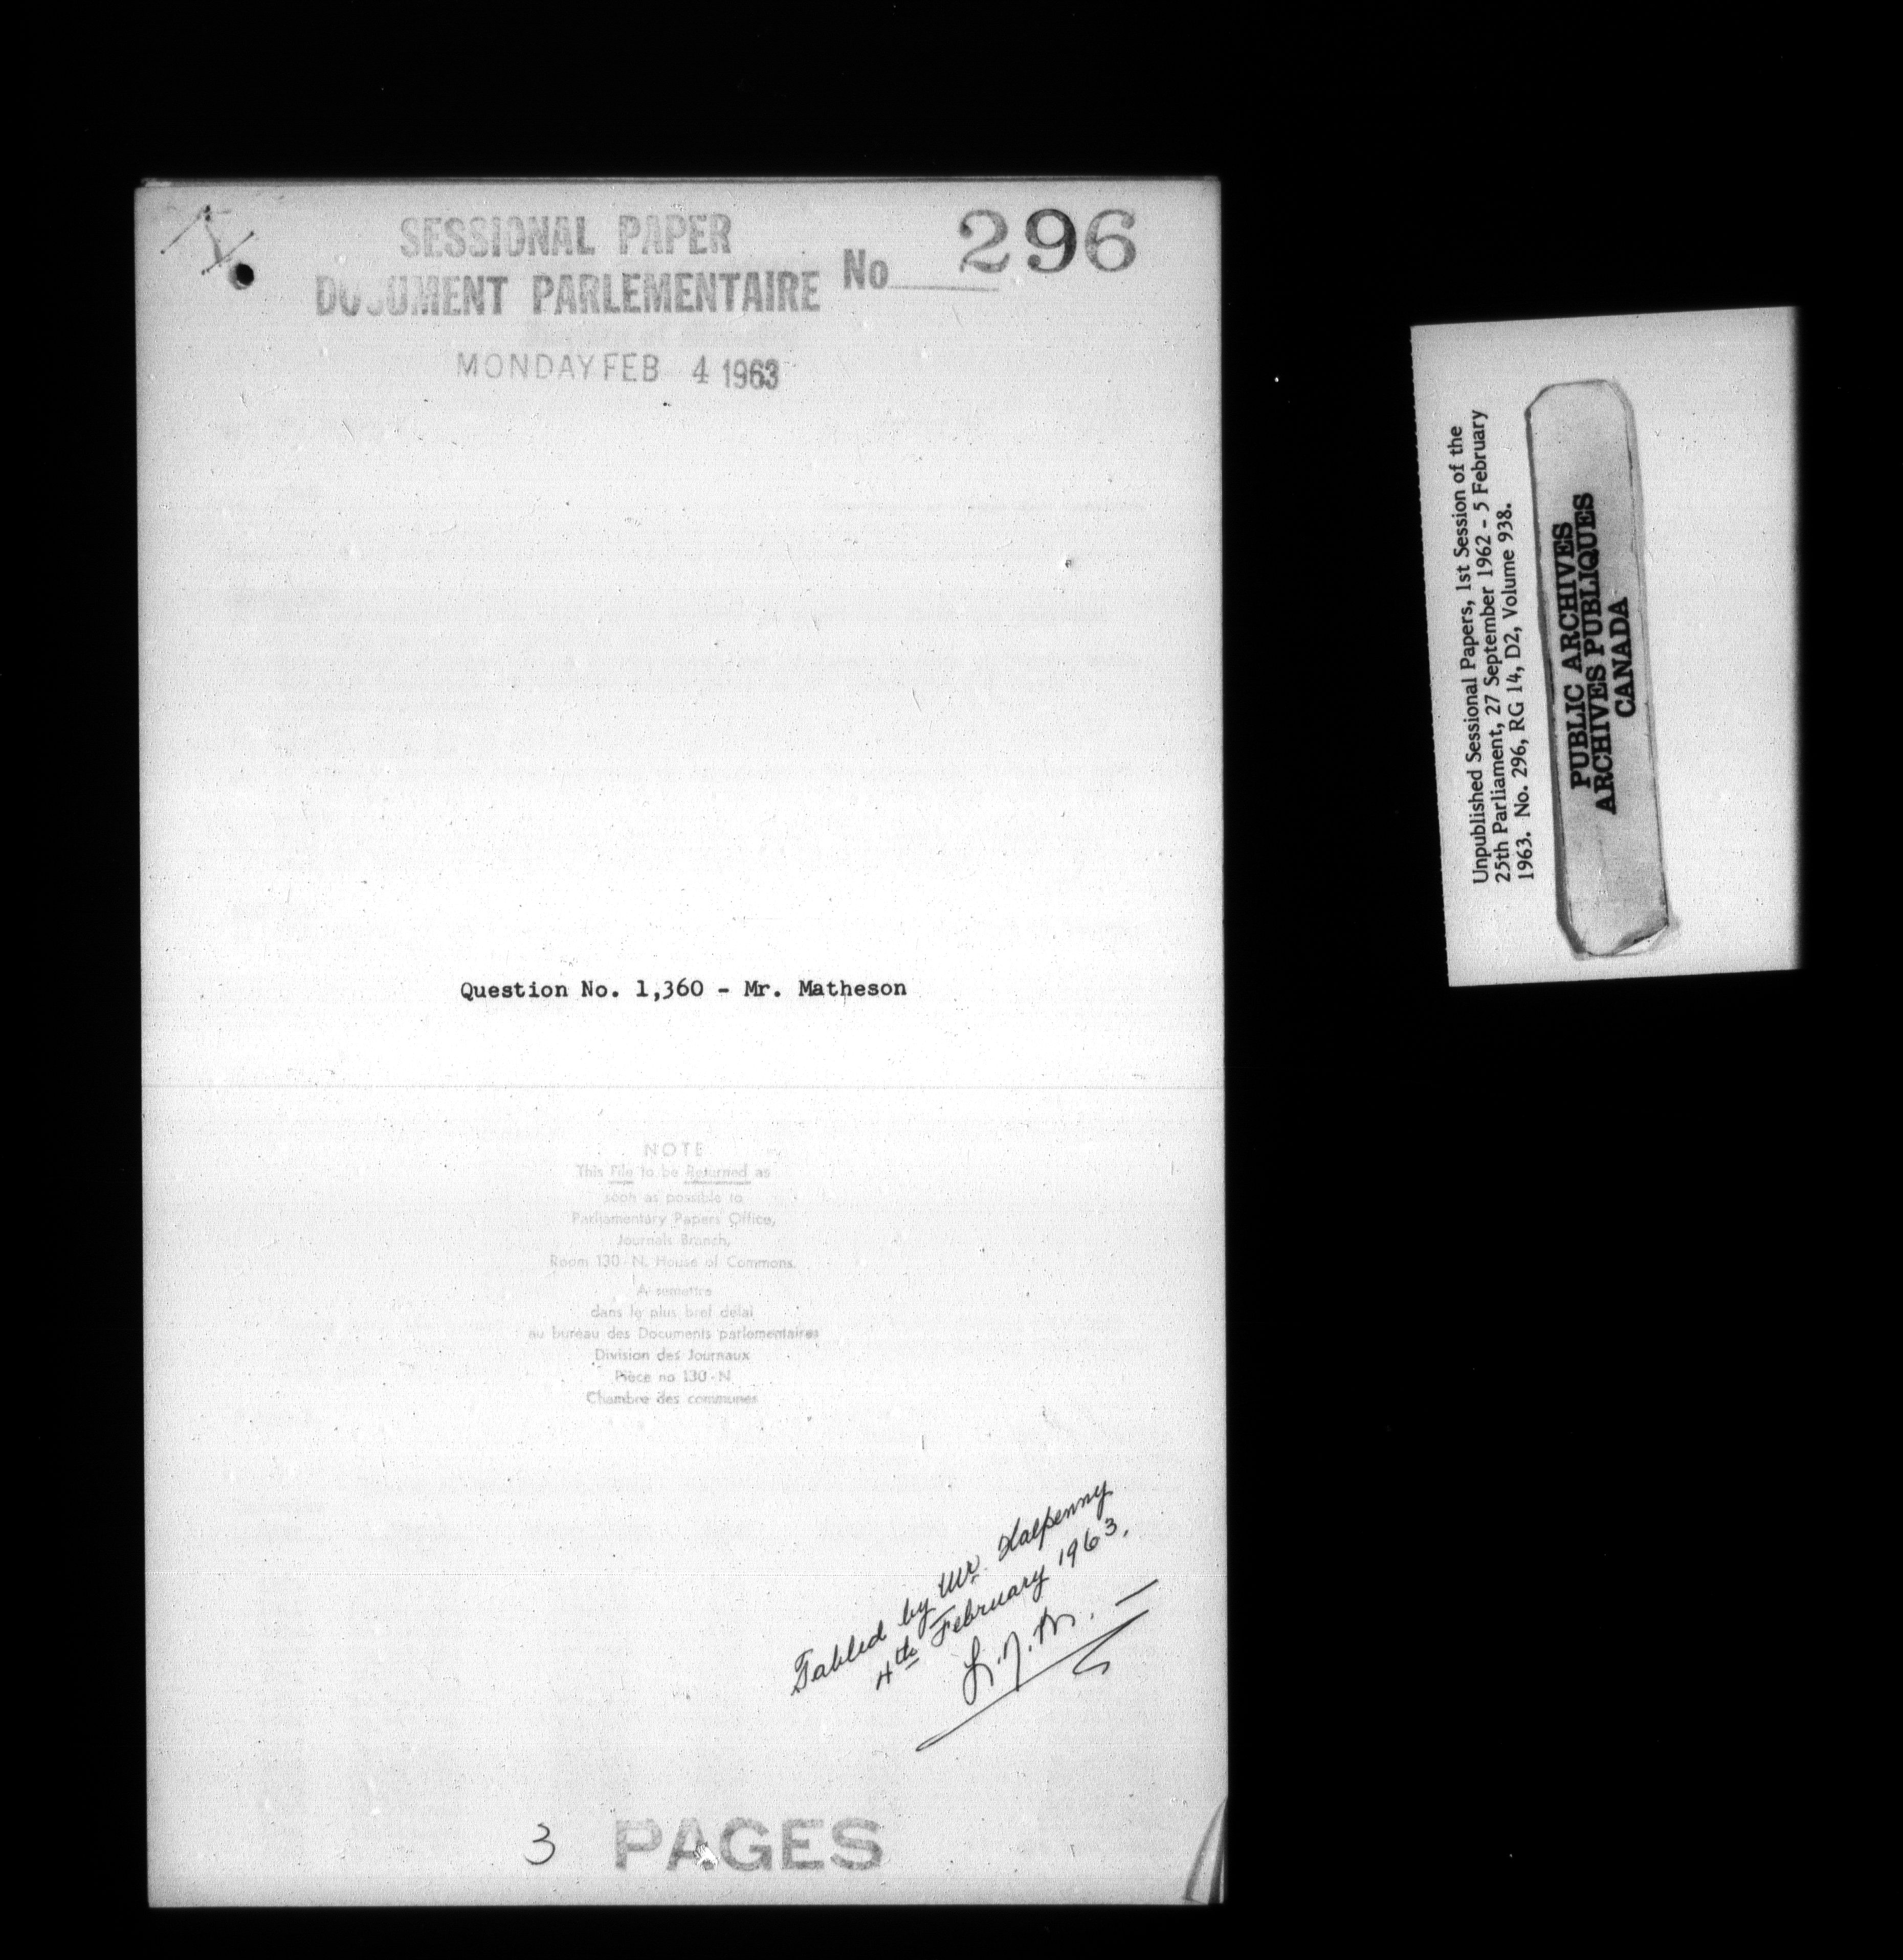 SESSIONAL PAPER
DOCUMENT PARLEMENTAIRE No 296
MONDAY FEB 4 1963
Question No. 1,360 - Mr. Matheson
NOTE
This File to be Returned as
soon as possible to
Parliamentary Papers Office,
Journals Branch,
Room 130-N, House of Commons.
A remettre
dans le plus bref délai
au bureau des Documents parlementaires
Division des Journaux
Pièce no 130-N
Chambre des communes
Tabled by Mr. Halpenny
4th February 1963.
3 PAGES
Unpublished Sessional Papers, 1st Session of the
25th Parliament, 27 September 1962 - 5 February
1963. No. 296, RG 14, D2, Volume 938.
PUBLIC ARCHIVES
ARCHIVES PUBLIQUES
CANADA